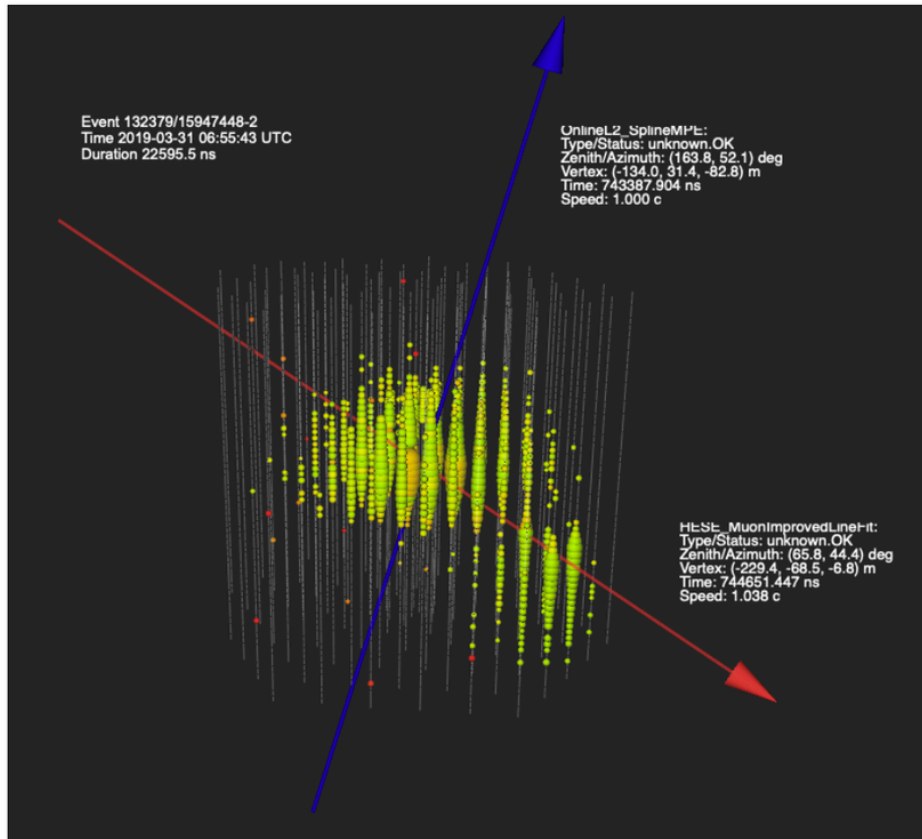 Event 132379/15947448-2
Time 2019-03-31 06:55:43 UTC
Duration 22595.5 ns
OnlineL2_SplineMPE:
Type/Status: unknown.OK
Zenith/Azimuth: (163.8, 52.1) deg
Vertex: (-134.0, 31.4, -82.8) m
Time: 743387.904 ns
Speed: 1.000 c
HESE_MuonImprovedLineFit:
Type/Status: unknown.OK
Zenith/Azimuth: (65.8, 44.4) deg
Vertex: (-229.4, -68.5, -6.8) m
Time: 744651.447 ns
Speed: 1.038 c